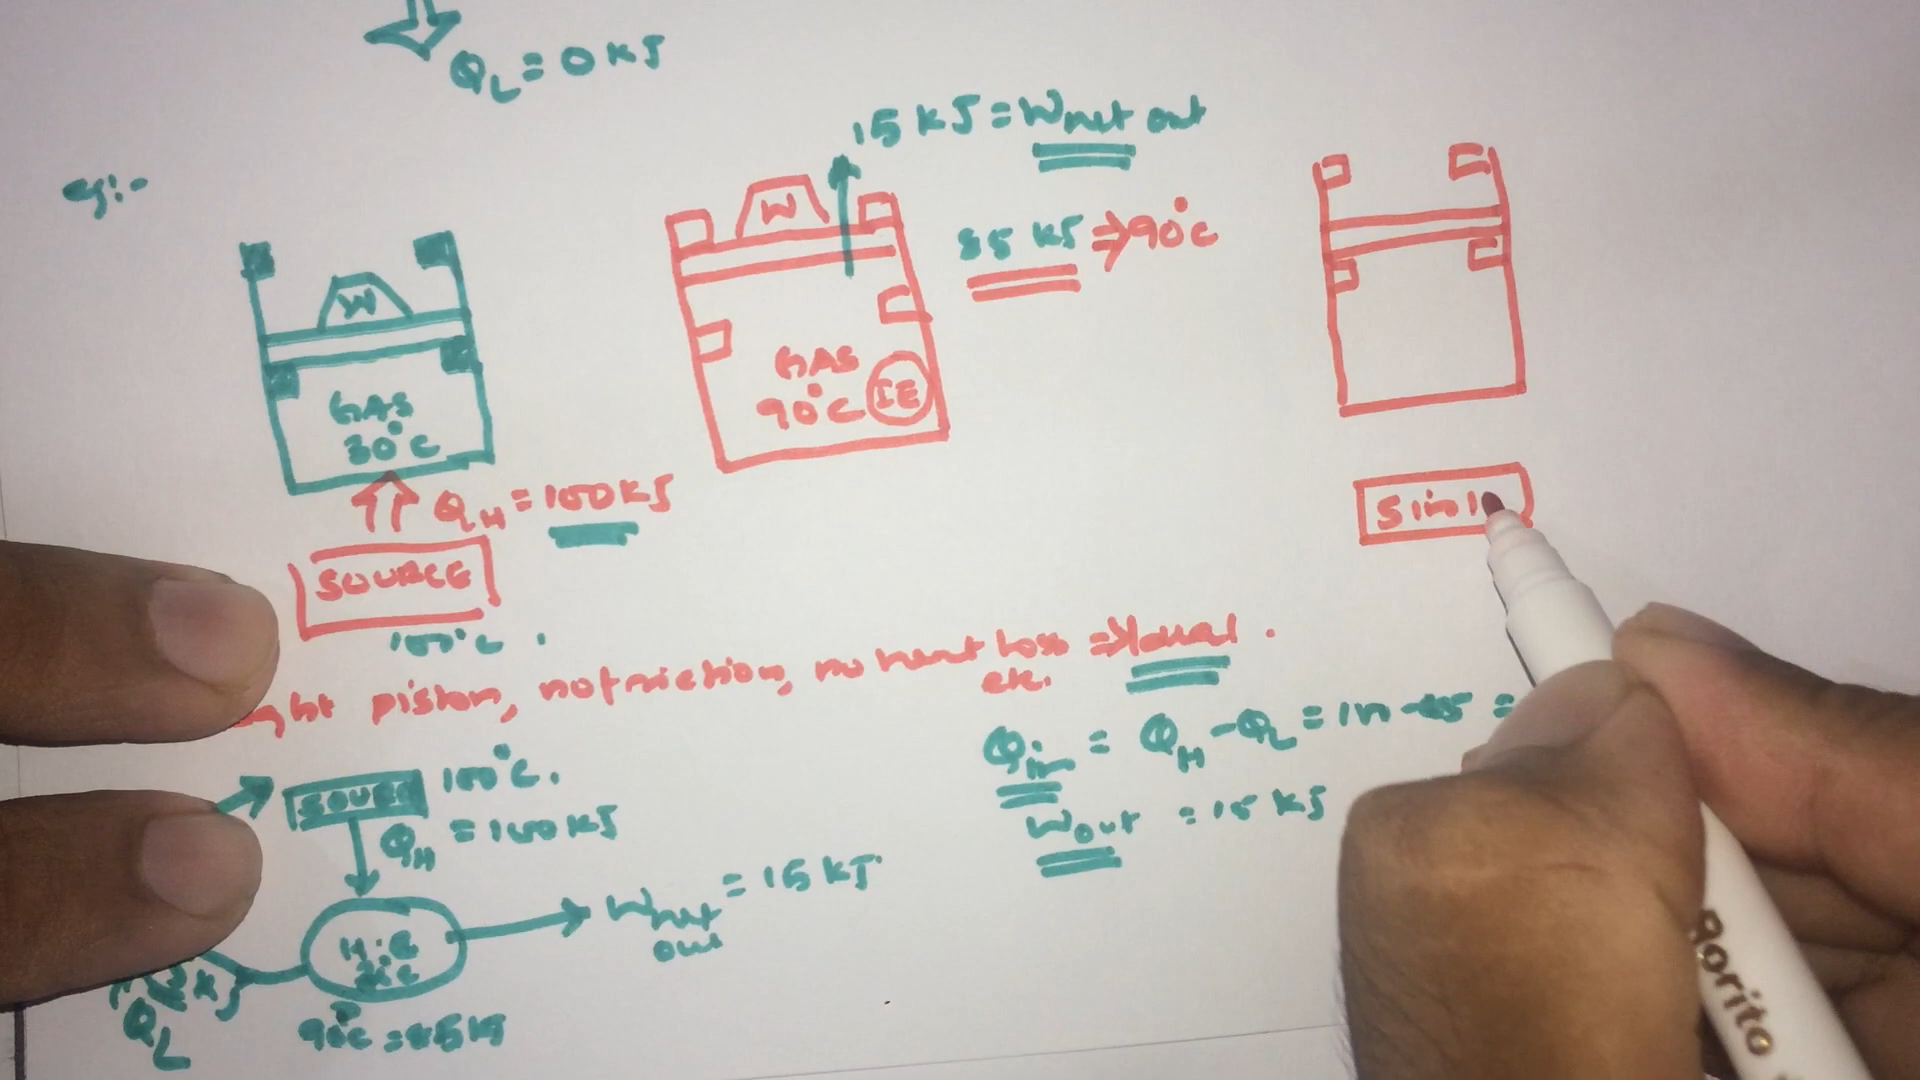 QL = 0 KJ
15 KJ = Wnet out
eg:-
W
85 KJ ⇒ 90°C
W
GAS
90°C
IE
GAS
30°C
QH = 100 KJ
SINK
SOURCE
100°C.
piston, no friction, no heat loss ⇒ Ideal.
etc.
Qin = QH - QL = 100 - 85 =
100°C.
QH = 100 KJ
Wout = 15 KJ
Wnet = 15 KJ
out
H.E
QL
90°C = 85 KJ
qorito